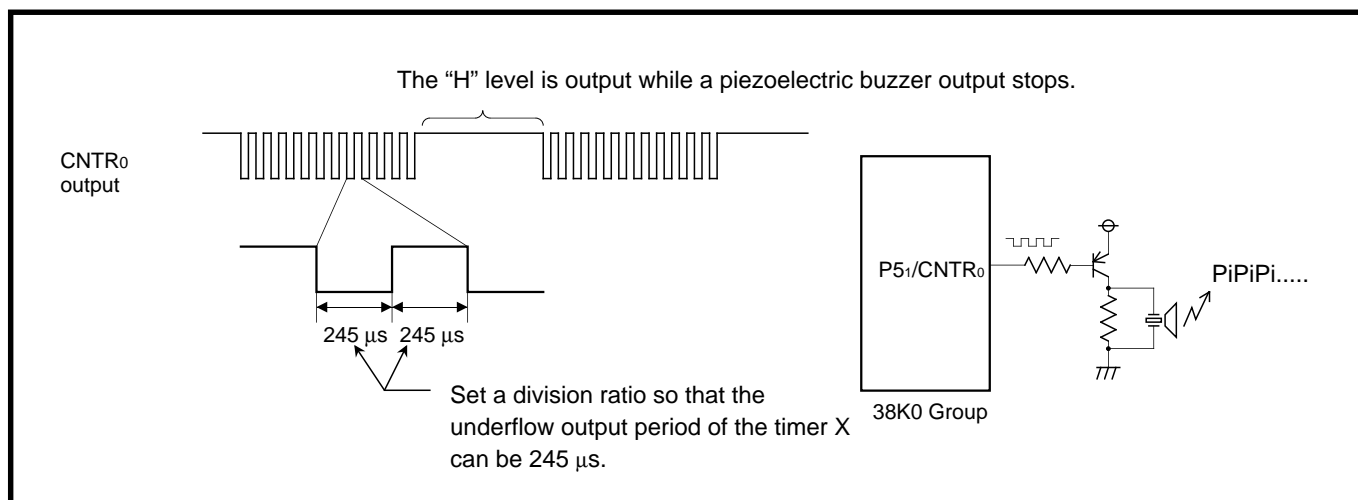 The “H” level is output while a piezoelectric buzzer output stops.
CNTR0
output
P51/CNTR0
PiPiPi.....
245 μs 245 μs
Set a division ratio so that the
underflow output period of the timer X
can be 245 μs.
38K0 Group